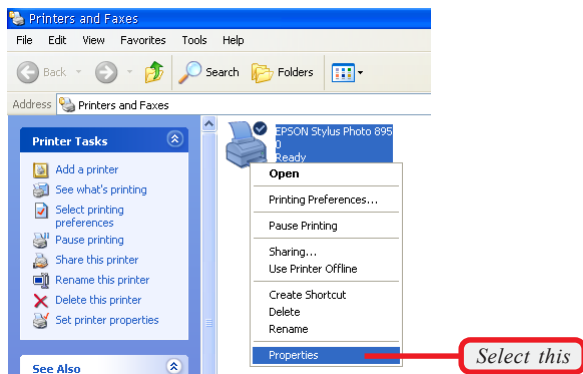 Printers and Faxes
File Edit View Favorites Tools Help
Back Search Folders
Address Printers and Faxes
Printer Tasks
Add a printer
See what's printing
Select printing
preferences
Pause printing
Share this printer
Rename this printer
Delete this printer
Set printer properties
See Also
EPSON Stylus Photo 895
0
Ready
Open
Printing Preferences...
Pause Printing
Sharing...
Use Printer Offline
Create Shortcut
Delete
Rename
Properties
Select this